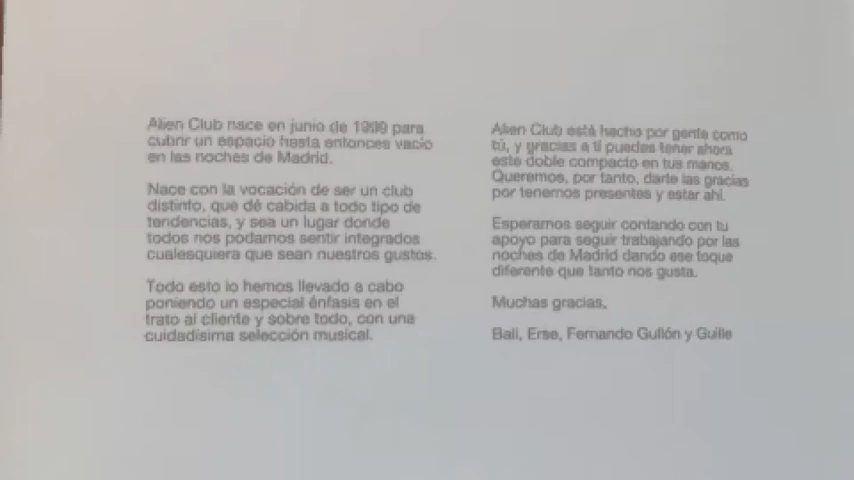 Alien Club nace en junio de 1999 para
cubrir un espacio hasta entonces vacío
en las noches de Madrid.
Nace con la vocación de ser un club
distinto, que dé cabida a todo tipo de
tendencias, y sea un lugar donde
todos nos podamos sentir integrados
cualesquiera que sean nuestros gustos.
Todo esto lo hemos llevado a cabo
poniendo un especial énfasis en el
trato al cliente y sobre todo, con una
cuidadísima selección musical.
Alien Club está hecho por gente como
tú, y gracias a tí puedes tener ahora
este doble compacto en tus manos.
Queremos, por tanto, darte las gracias
por tenernos presentes y estar ahí.
Esperamos seguir contando con tu
apoyo para seguir trabajando por las
noches de Madrid dando ese toque
diferente que tanto nos gusta.
Muchas gracias,
Bali, Erse, Fernando Gullón y Guille